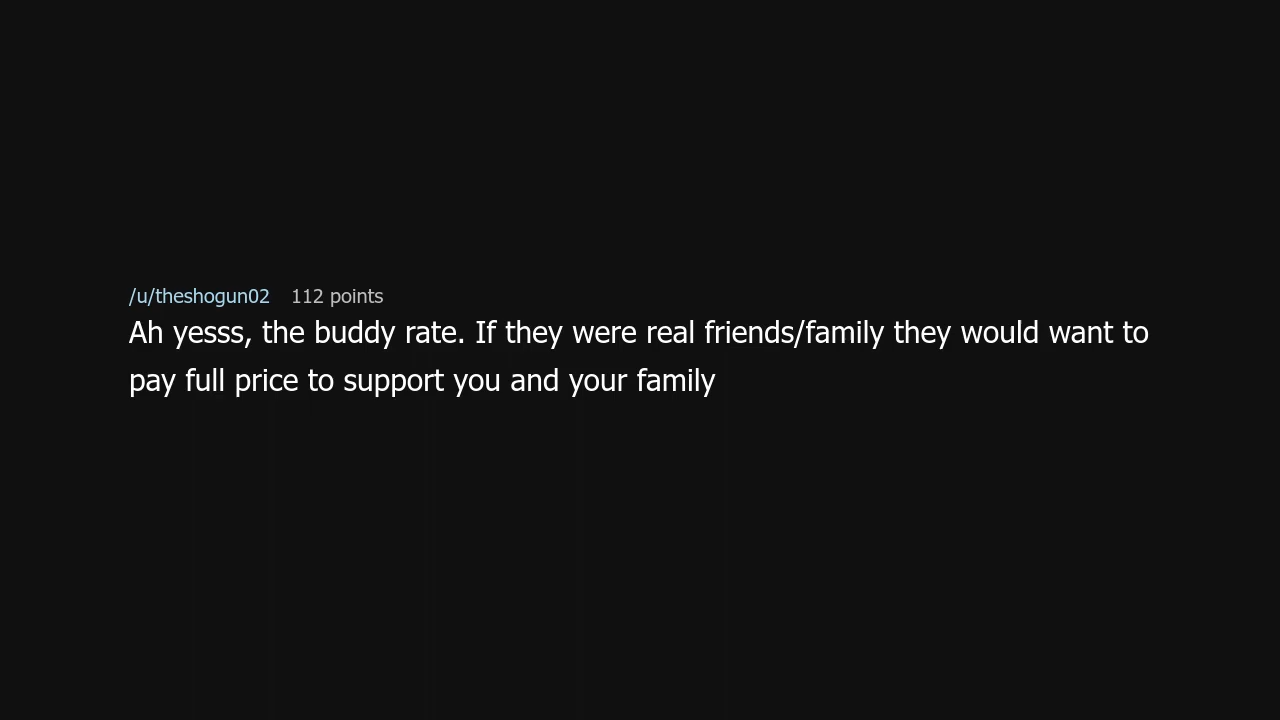 /u/theshogun02 112 points
Ah yesss, the buddy rate. If they were real friends/family they would want to
pay full price to support you and your family